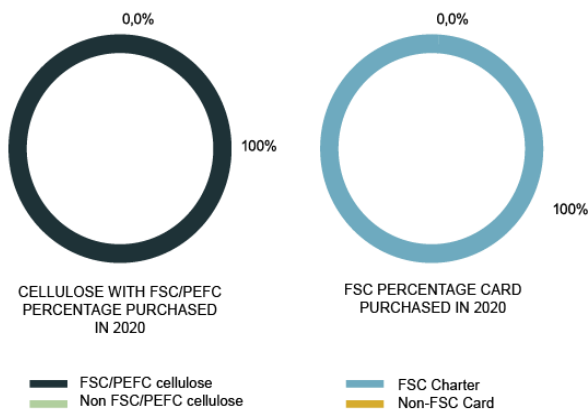 0,0%
100%
CELLULOSE WITH FSC/PEFC
PERCENTAGE PURCHASED
IN 2020
FSC/PEFC cellulose
Non FSC/PEFC cellulose
0,0%
100%
FSC PERCENTAGE CARD
PURCHASED IN 2020
FSC Charter
Non-FSC Card